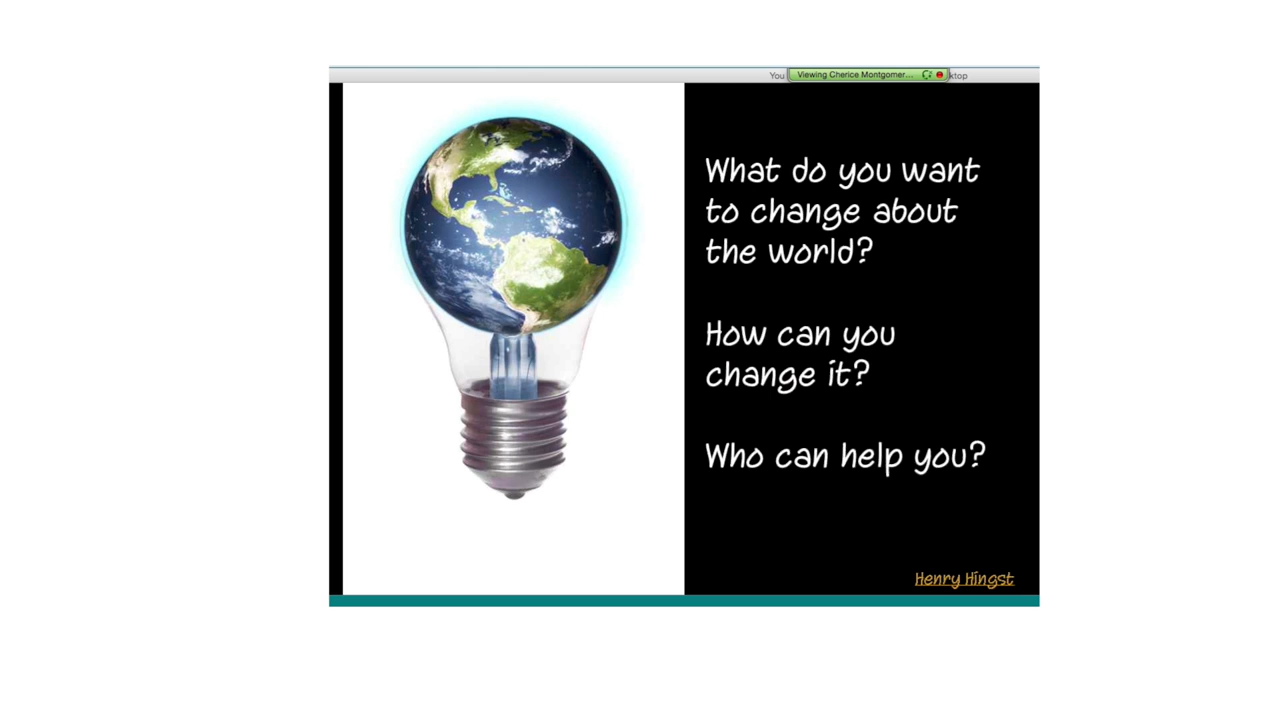 You Viewing Cherice Montgomer... ktop
What do you want
to change about
the world?
How can you
change it?
Who can help you?
Henry Hingst